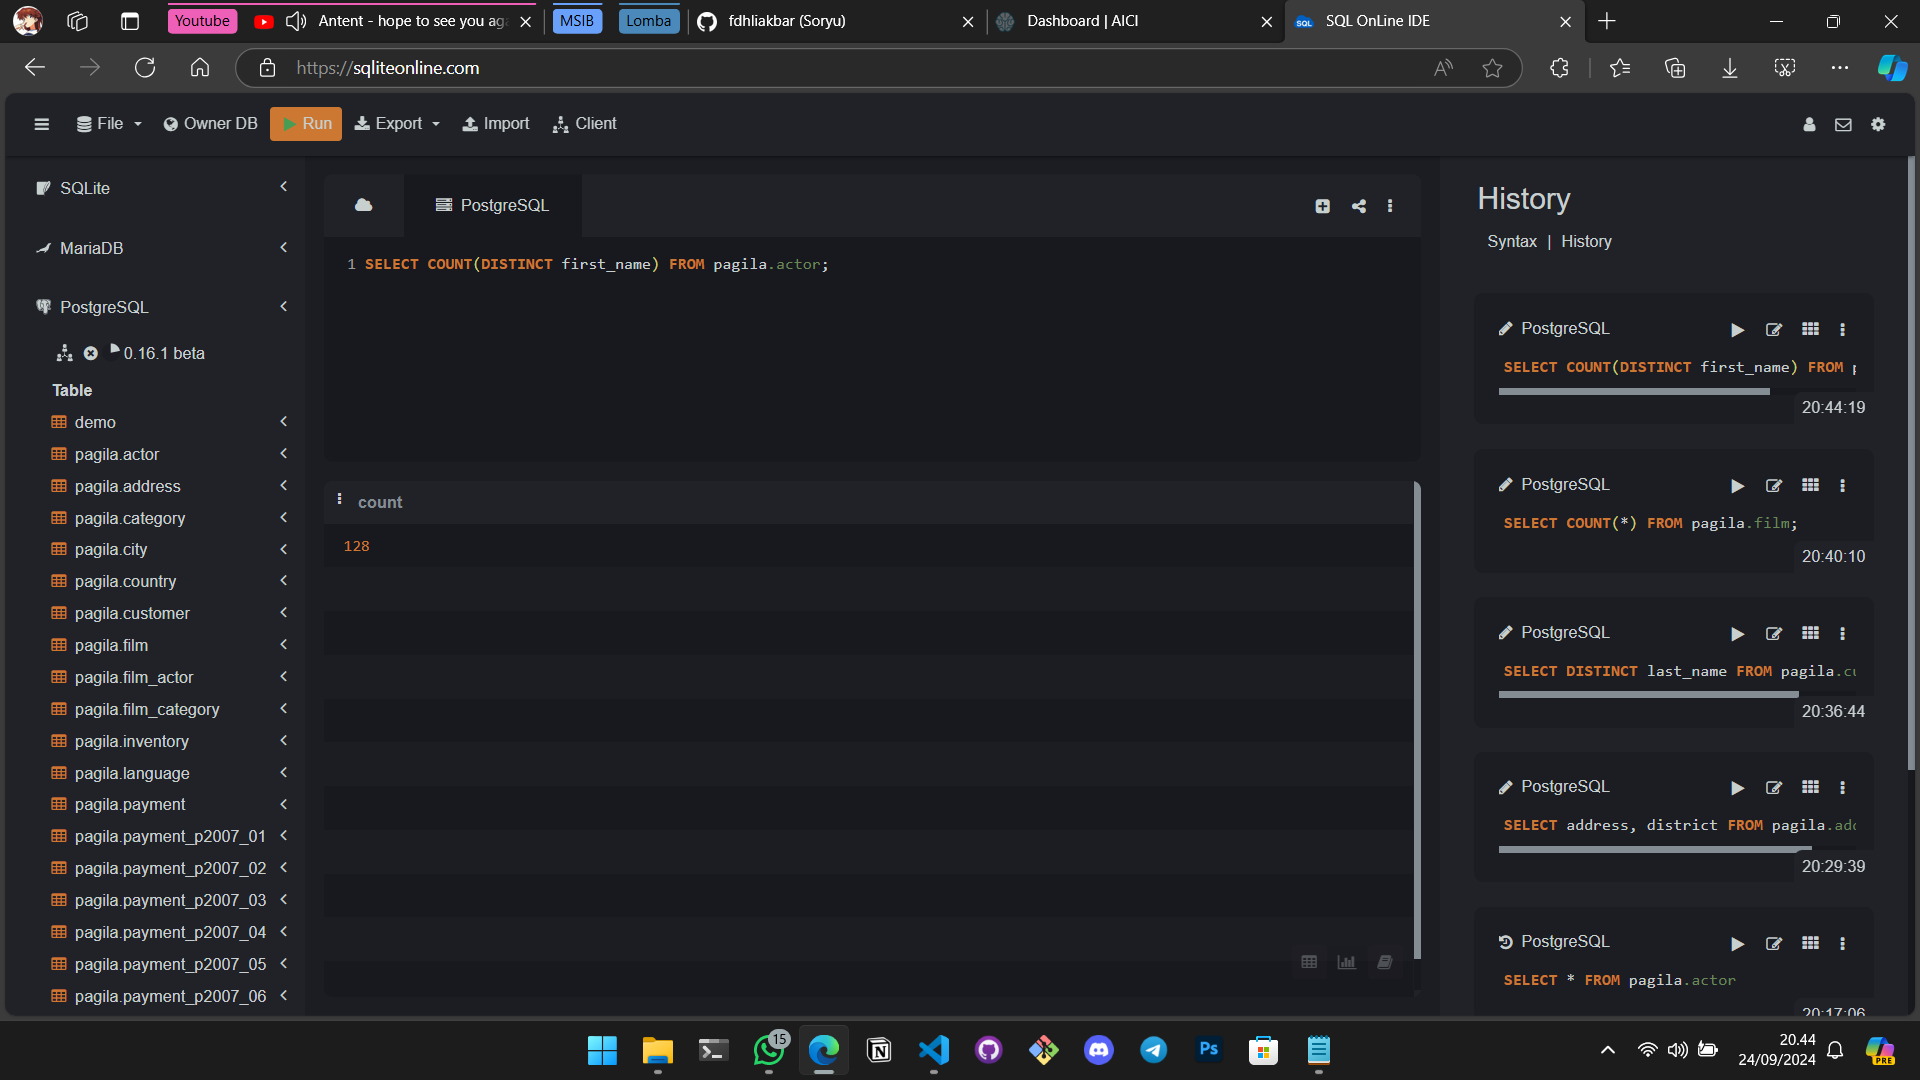 Youtube
Antent - hope to see you ag
MSIB
Lomba
fdhliakbar (Soryu)
Dashboard | AICI
SQL OnLine IDE
https://sqliteonline.com
File
Owner DB
Run
Export
Import
Client
SQLite
MariaDB
PostgreSQL
0.16.1 beta
Table
demo
pagila.actor
pagila.address
pagila.category
pagila.city
pagila.country
pagila.customer
pagila.film
pagila.film_actor
pagila.film_category
pagila.inventory
pagila.language
pagila.payment
pagila.payment_p2007_01
pagila.payment_p2007_02
pagila.payment_p2007_03
pagila.payment_p2007_04
pagila.payment_p2007_05
pagila.payment_p2007_06
PostgreSQL
1 SELECT COUNT(DISTINCT first_name) FROM pagila.actor;
count
128
History
Syntax | History
PostgreSQL
SELECT COUNT(DISTINCT first_name) FROM p
20:44:19
PostgreSQL
SELECT COUNT(*) FROM pagila.film;
20:40:10
PostgreSQL
SELECT DISTINCT last_name FROM pagila.cu
20:36:44
PostgreSQL
SELECT address, district FROM pagila.add
20:29:39
PostgreSQL
SELECT * FROM pagila.actor
20:17:06
15
Ps
20.44
24/09/2024
PRE